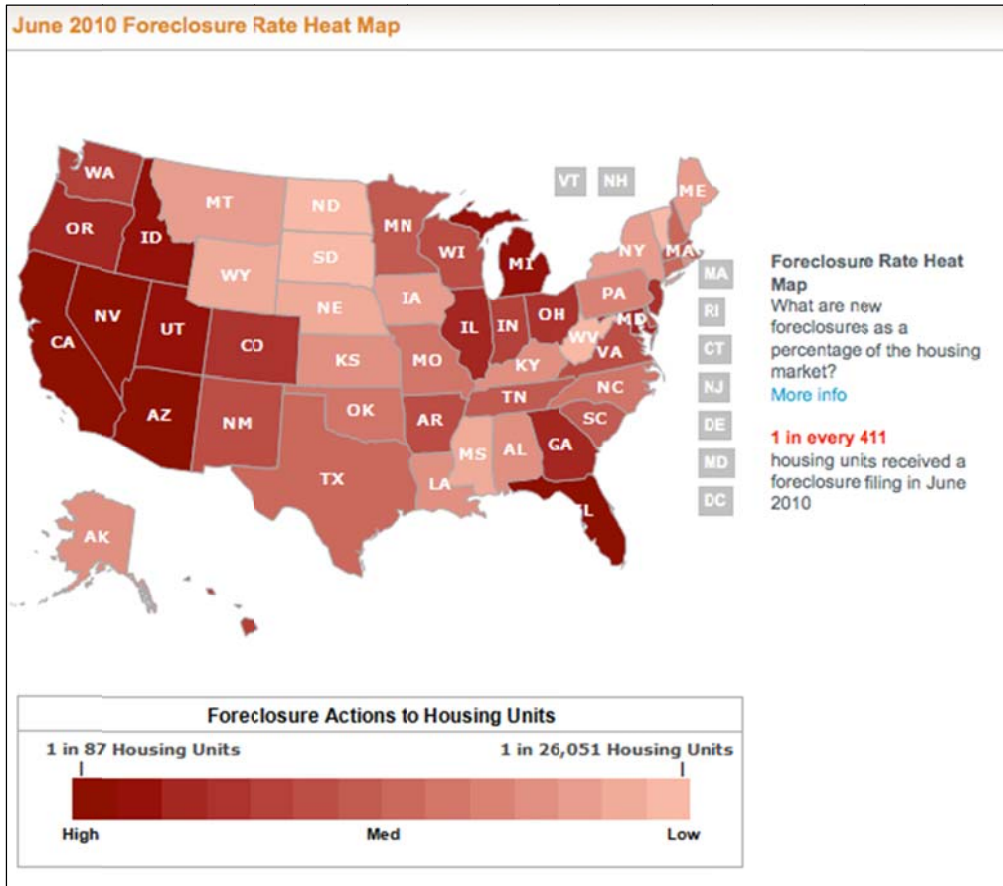 June 2010 Foreclosure Rate Heat Map
WA
MT
ND
MN
VT
NH
ME
OR
ID
WI
MI
NY
MA
SD
WY
IA
PA
MA
NE
RI
NV
UT
CO
IL
IN
OH
MD
CA
KS
MO
WV
VA
CT
KY
NJ
AZ
NM
OK
AR
TN
NC
SC
DE
TX
LA
MS
AL
GA
MD
FL
DC
AK
Foreclosure Rate Heat
Map
What are new
foreclosures as a
percentage of the housing
market?
More info
1 in every 411
housing units received a
foreclosure filing in June
2010
Foreclosure Actions to Housing Units
1 in 87 Housing Units
1 in 26,051 Housing Units
High
Med
Low